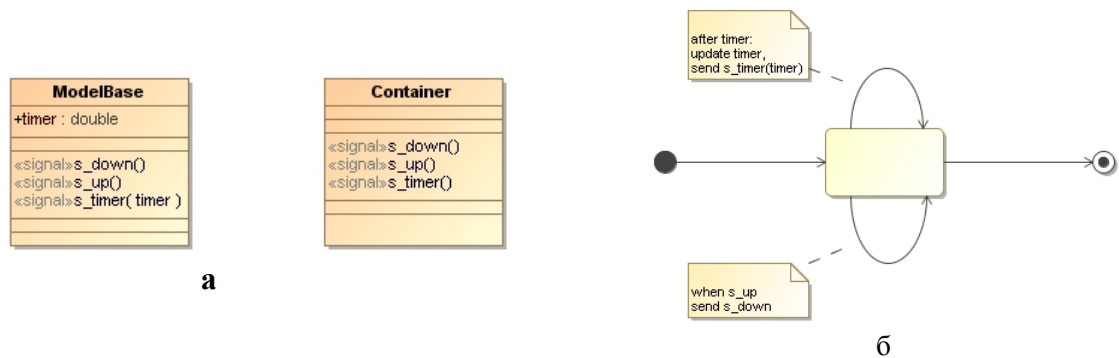 ModelBase
+timer : double
«signal»s_down()
«signal»s_up()
«signal»s_timer( timer )
Container
«signal»s_down()
«signal»s_up()
«signal»s_timer()
а
after timer:
update timer,
send s_timer(timer)
when s_up
send s_down
б